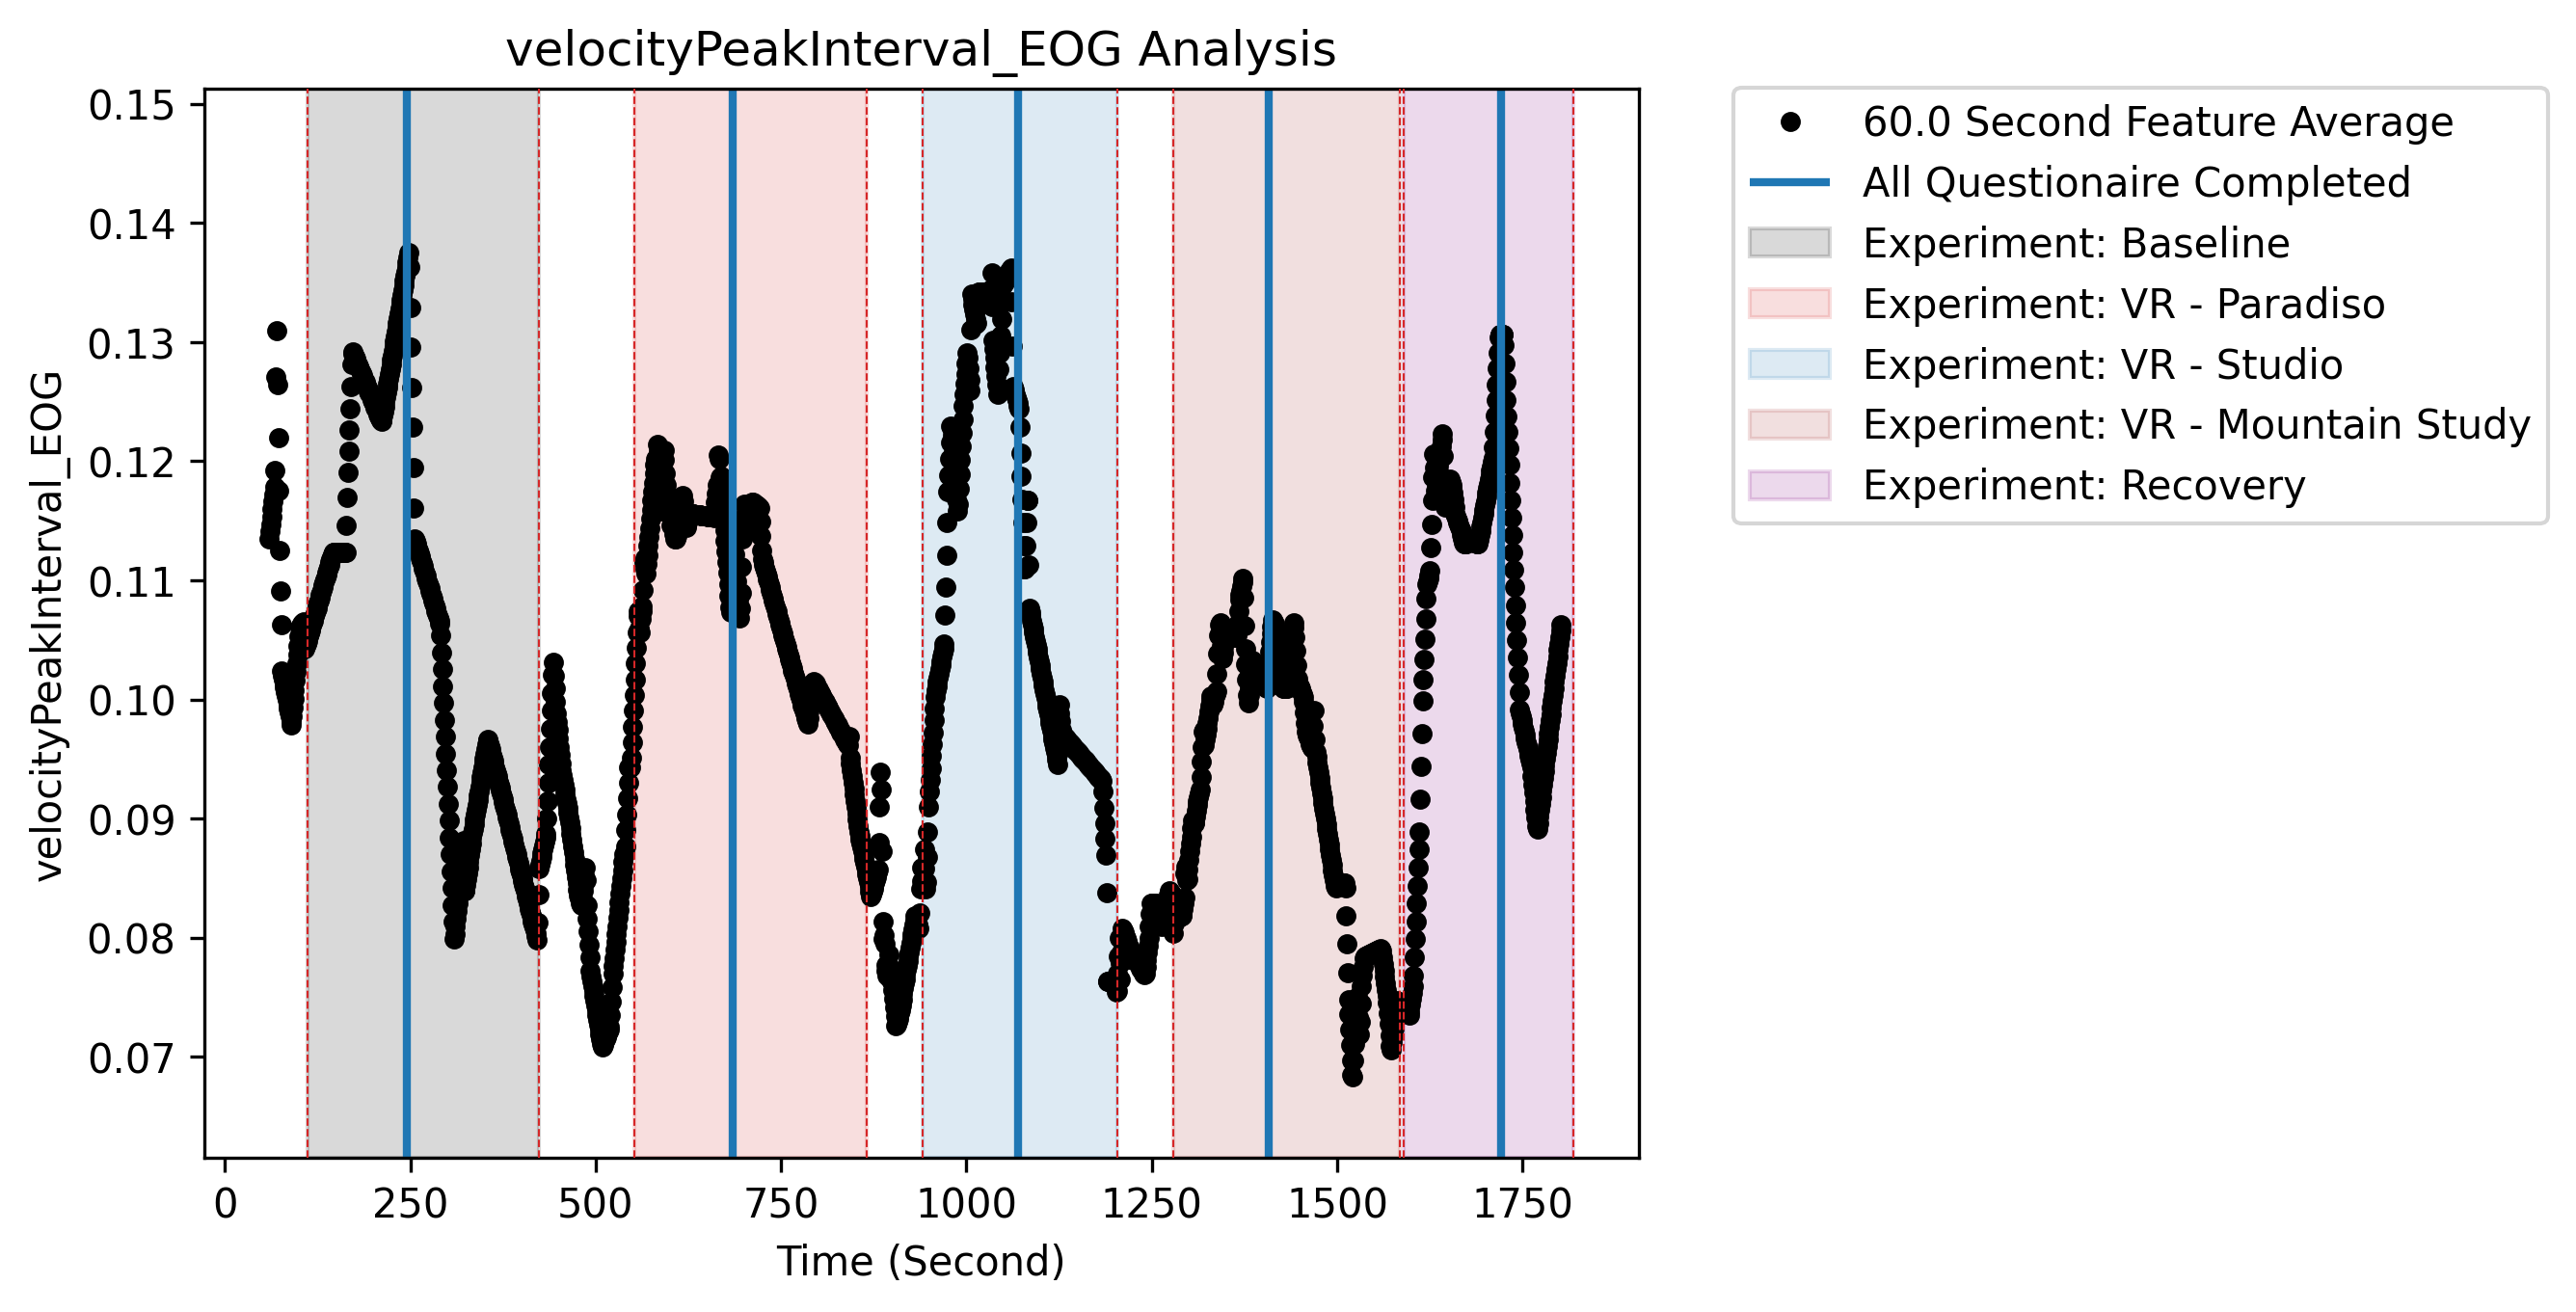 velocityPeakInterval_EOG Analysis
0.15
0.14
0.13
0.12
0.11
0.10
0.09
0.08
0.07
velocityPeakInterval_EOG
0
250
500
750
1000
1250
1500
1750
Time (Second)
60.0 Second Feature Average
All Questionaire Completed
Experiment: Baseline
Experiment: VR - Paradiso
Experiment: VR - Studio
Experiment: VR - Mountain Study
Experiment: Recovery